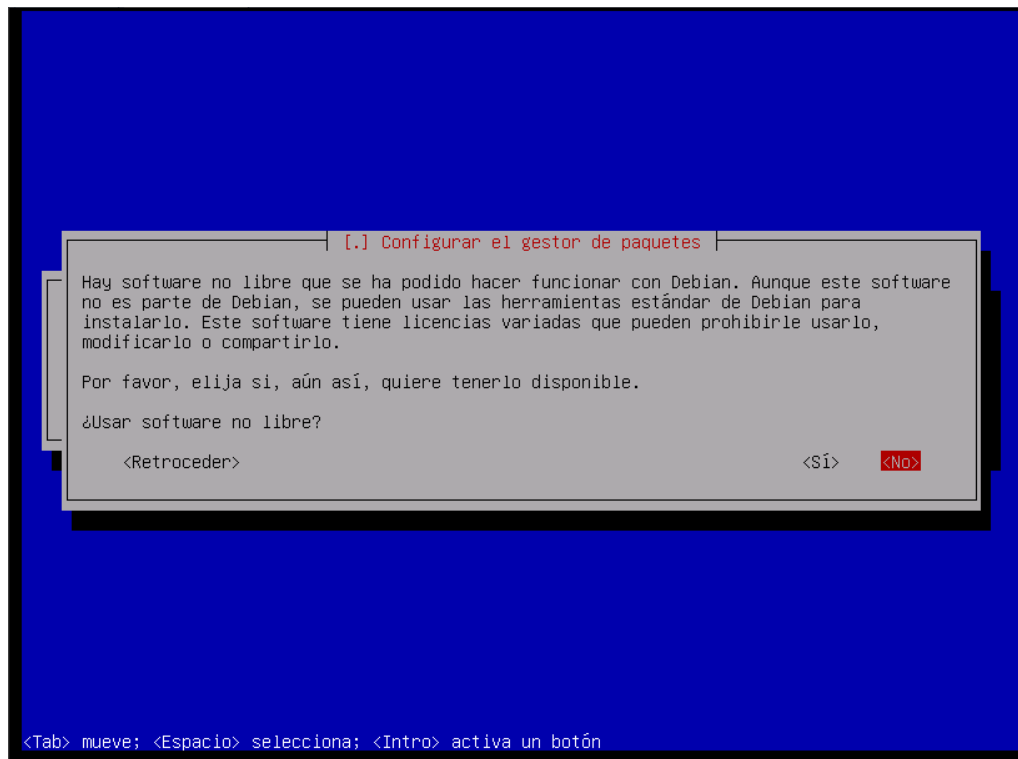 [.] Configurar el gestor de paquetes
Hay software no libre que se ha podido hacer funcionar con Debian. Aunque este software
no es parte de Debian, se pueden usar las herramientas estándar de Debian para
instalarlo. Este software tiene licencias variadas que pueden prohibirle usarlo,
modificarlo o compartirlo.
Por favor, elija si, aún así, quiere tenerlo disponible.
¿Usar software no libre?
<Retroceder> <Sí> <No>
<Tab> mueve; <Espacio> selecciona; <Intro> activa un botón